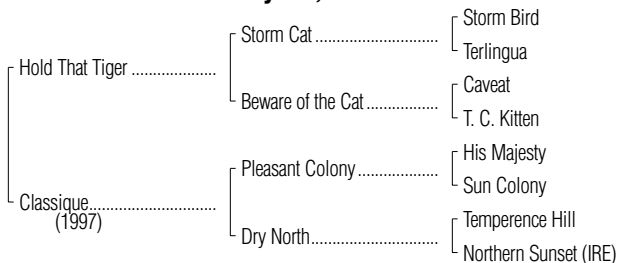 Storm Bird
Storm Cat ..................
Terlingua
Hold That Tiger ....................
Caveat
Beware of the Cat ..................
T. C. Kitten
His Majesty
Pleasant Colony ....................
Sun Colony
Classique..............................
(1997)
Temperence Hill
Dry North...............................
Northern Sunset (IRE)